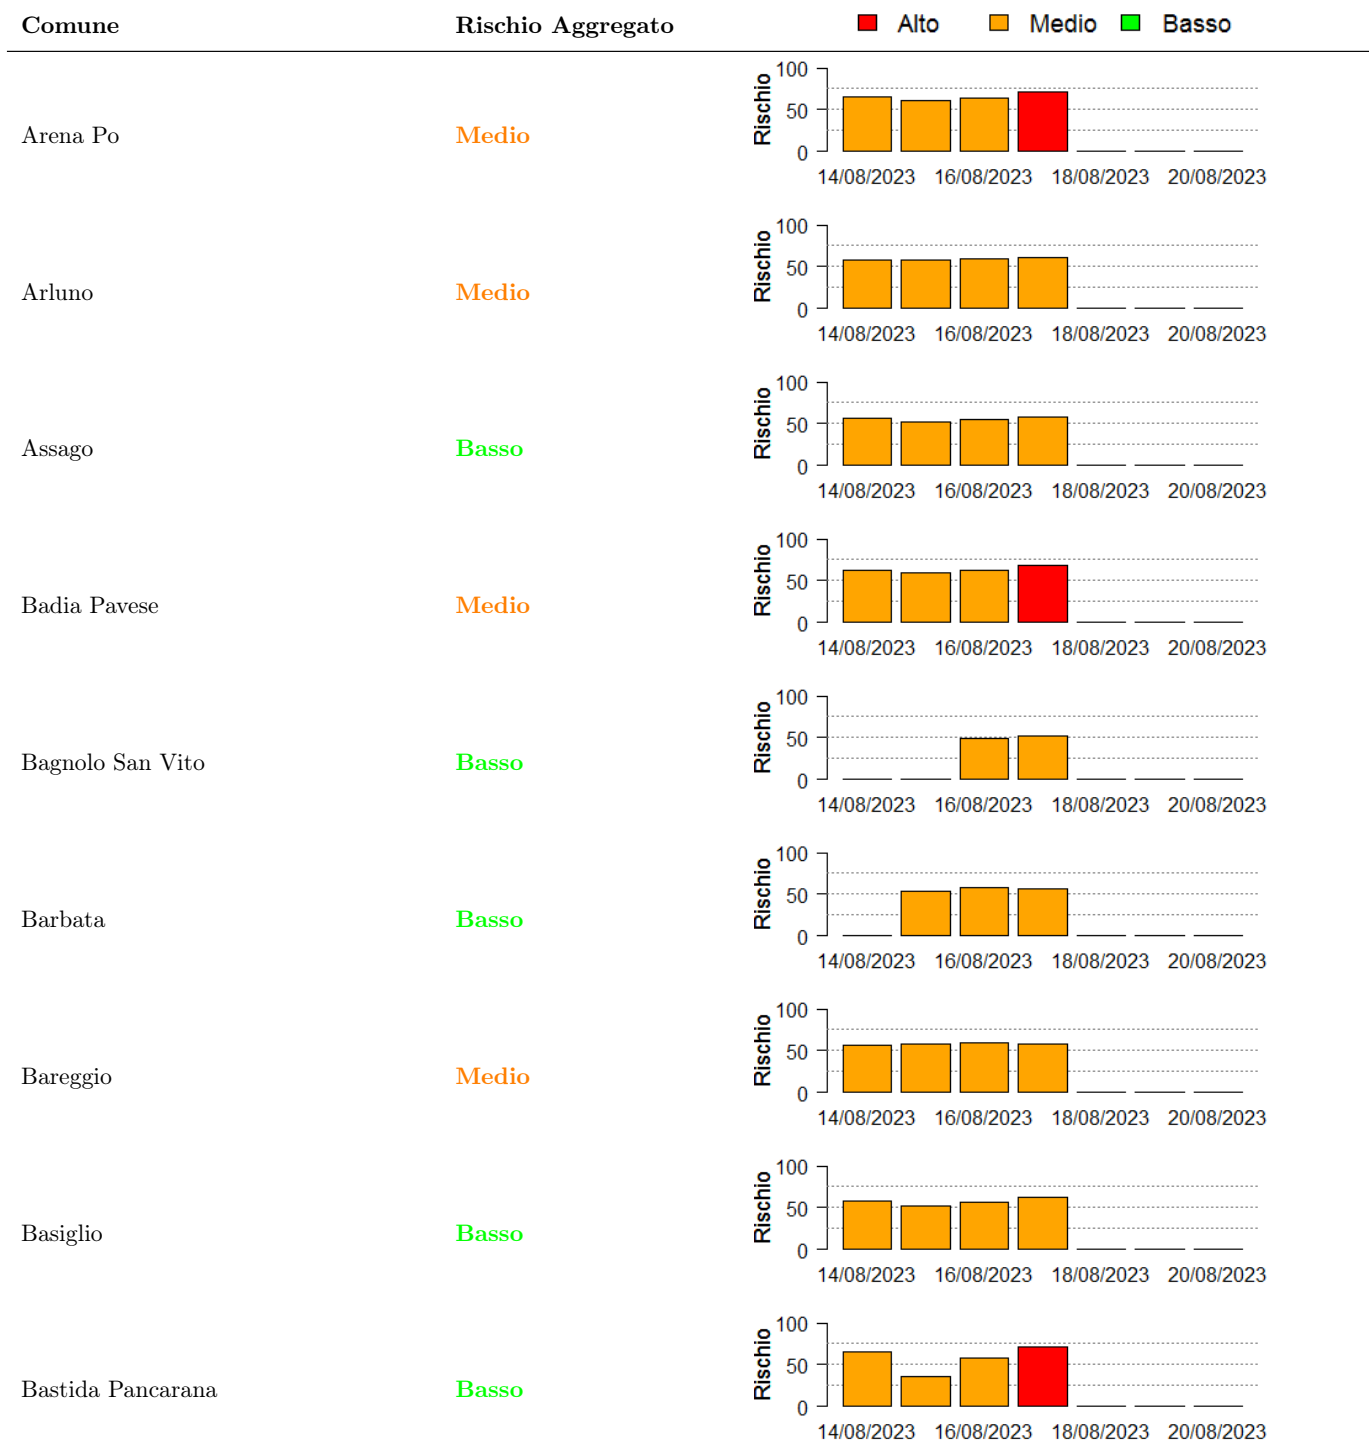 Comune Rischio Aggregato Alto Medio Basso
Arena Po Medio
Rischio
100
50
0
14/08/2023 16/08/2023 18/08/2023 20/08/2023
Arluno Medio
Rischio
100
50
0
14/08/2023 16/08/2023 18/08/2023 20/08/2023
Assago Basso
Rischio
100
50
0
14/08/2023 16/08/2023 18/08/2023 20/08/2023
Badia Pavese Medio
Rischio
100
50
0
14/08/2023 16/08/2023 18/08/2023 20/08/2023
Bagnolo San Vito Basso
Rischio
100
50
0
14/08/2023 16/08/2023 18/08/2023 20/08/2023
Barbata Basso
Rischio
100
50
0
14/08/2023 16/08/2023 18/08/2023 20/08/2023
Bareggio Medio
Rischio
100
50
0
14/08/2023 16/08/2023 18/08/2023 20/08/2023
Basiglio Basso
Rischio
100
50
0
14/08/2023 16/08/2023 18/08/2023 20/08/2023
Bastida Pancarana Basso
Rischio
100
50
0
14/08/2023 16/08/2023 18/08/2023 20/08/2023